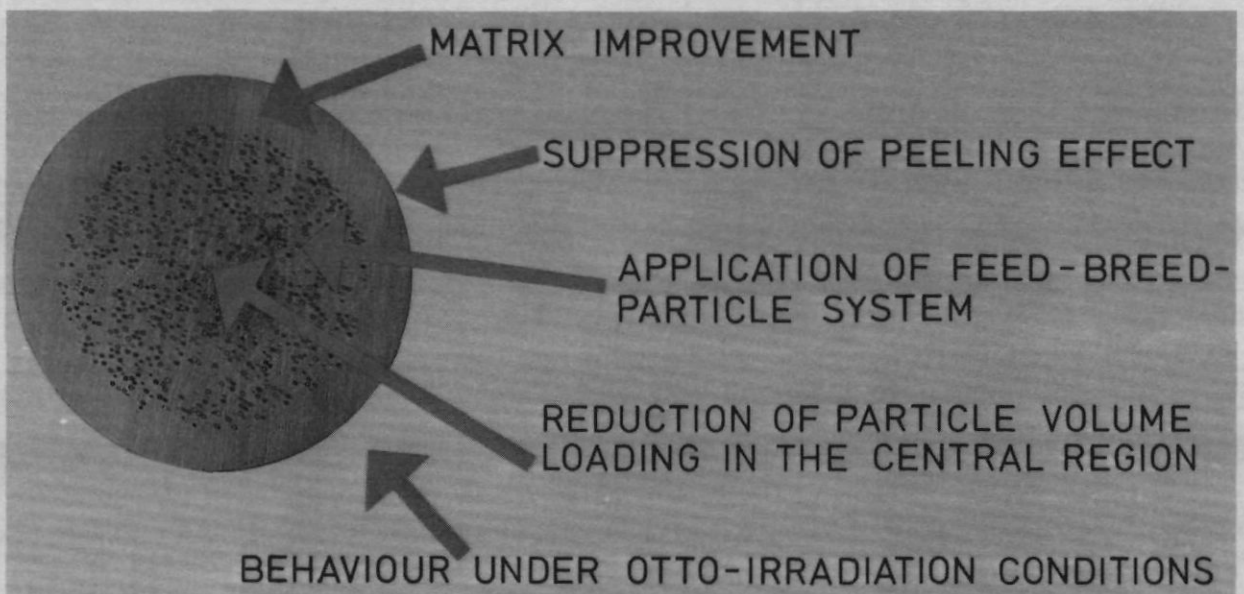 MATRIX IMPROVEMENT
SUPPRESSION OF PEELING EFFECT
APPLICATION OF FEED-BREED-
PARTICLE SYSTEM
REDUCTION OF PARTICLE VOLUME
LOADING IN THE CENTRAL REGION
BEHAVIOUR UNDER OTTO-IRRADIATION CONDITIONS